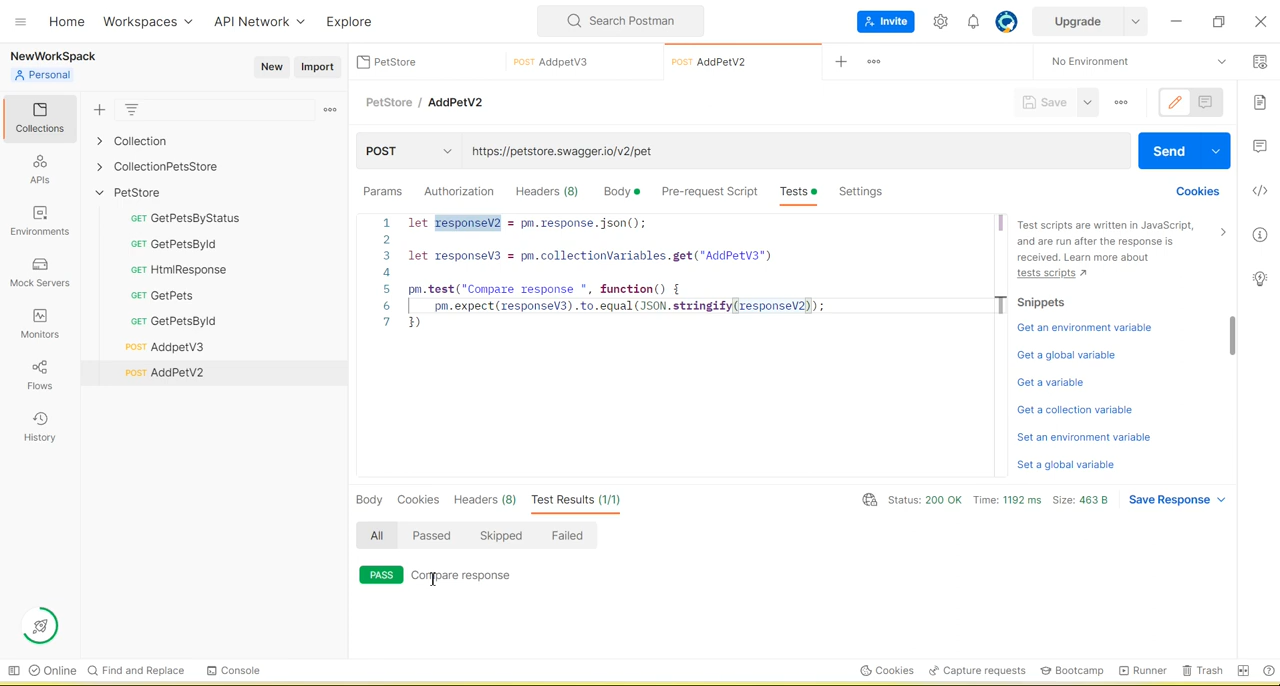 Home Workspaces API Network Explore Search Postman Invite Upgrade
NewWorkSpack
Personal
New Import
PetStore POST AddpetV3 POST AddPetV2 No Environment
Collections
APIs
Environments
Mock Servers
Monitors
Flows
History
Collection
CollectionPetsStore
PetStore
GET GetPetsByStatus
GET GetPetsById
GET HtmlResponse
GET GetPets
GET GetPetsById
POST AddpetV3
POST AddPetV2
PetStore / AddPetV2 Save
POST https://petstore.swagger.io/v2/pet Send
Params Authorization Headers (8) Body Pre-request Script Tests Settings Cookies
1 let responseV2 = pm.response.json();
2
3 let responseV3 = pm.collectionVariables.get("AddPetV3")
4
5 pm.test("Compare response ", function() {
6 pm.expect(responseV3).to.equal(JSON.stringify(responseV2));
7 })
Test scripts are written in JavaScript,
and are run after the response is
received. Learn more about
tests scripts ↗
Snippets
Get an environment variable
Get a global variable
Get a variable
Get a collection variable
Set an environment variable
Set a global variable
Body Cookies Headers (8) Test Results (1/1) Status: 200 OK Time: 1192 ms Size: 463 B Save Response
All Passed Skipped Failed
PASS Compare response
Online Find and Replace Console Cookies Capture requests Bootcamp Runner Trash